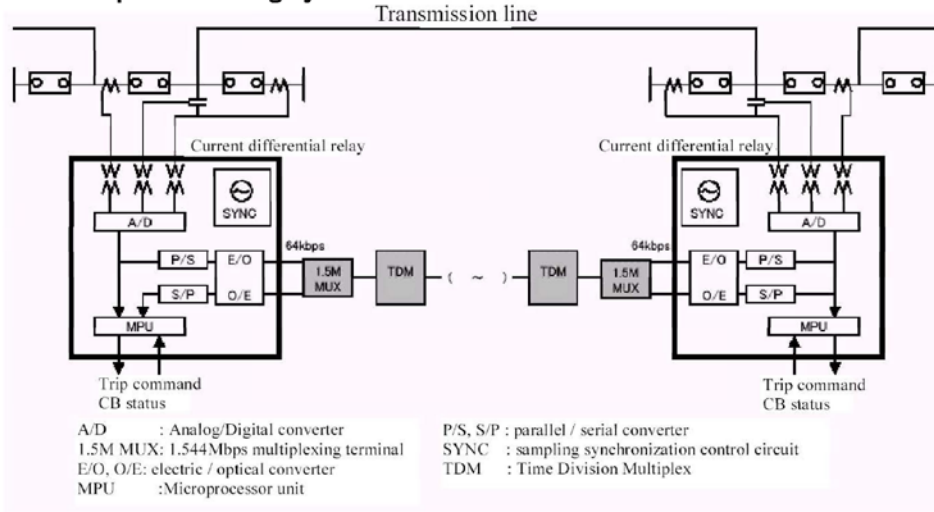 Transmission line
Current differential relay
Current differential relay
SYNC
A/D
64kbps
P/S
E/O
S/P
O/E
1.5M
MUX
TDM
( ~ )
MPU
Trip command
CB status
SYNC
A/D
64kbps
TDM
1.5M
MUX
E/O
P/S
O/E
S/P
MPU
Trip command
CB status
A/D : Analog/Digital converter
1.5M MUX: 1.544Mbps multiplexing terminal
E/O, O/E: electric / optical converter
MPU :Microprocessor unit
P/S, S/P : parallel / serial converter
SYNC : sampling synchronization control circuit
TDM : Time Division Multiplex